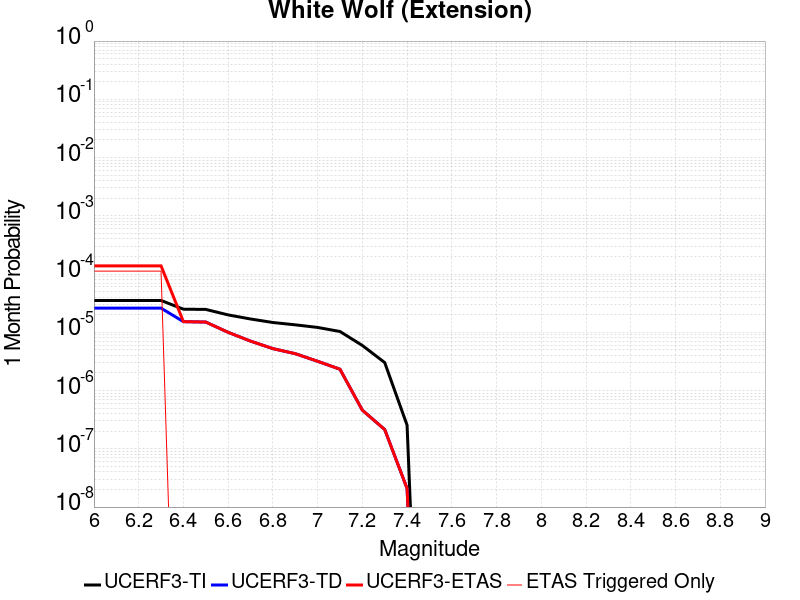 White Wolf (Extension)
10^0
10^-1
10^-2
10^-3
10^-4
10^-5
10^-6
10^-7
10^-8
1 Month Probability
6 6.2 6.4 6.6 6.8 7 7.2 7.4 7.6 7.8 8 8.2 8.4 8.6 8.8 9
Magnitude
UCERF3-TI UCERF3-TD UCERF3-ETAS ETAS Triggered Only